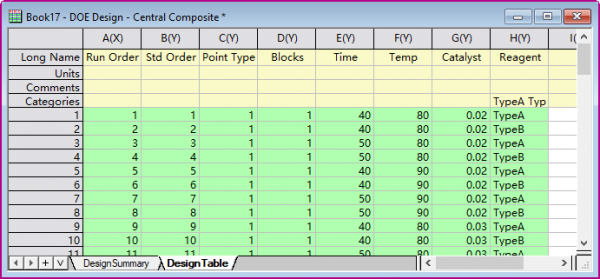 Book17 - DOE Design - Central Composite *
A(X) B(Y) C(Y) D(Y) E(Y) F(Y) G(Y) H(Y) I(
Long Name Run Order Std Order Point Type Blocks Time Temp Catalyst Reagent
Units
Comments
Categories TypeA Typ
1 1 1 1 1 40 80 0.02 TypeA
2 2 2 1 1 40 80 0.02 TypeB
3 3 3 1 1 50 80 0.02 TypeA
4 4 4 1 1 50 80 0.02 TypeB
5 5 5 1 1 40 90 0.02 TypeA
6 6 6 1 1 40 90 0.02 TypeB
7 7 7 1 1 50 90 0.02 TypeA
8 8 8 1 1 50 90 0.02 TypeB
9 9 9 1 1 40 80 0.03 TypeA
10 10 10 1 1 40 80 0.03 TypeB
11 11 11 1 1 50 80 0.03 TypeA
DesignSummary DesignTable